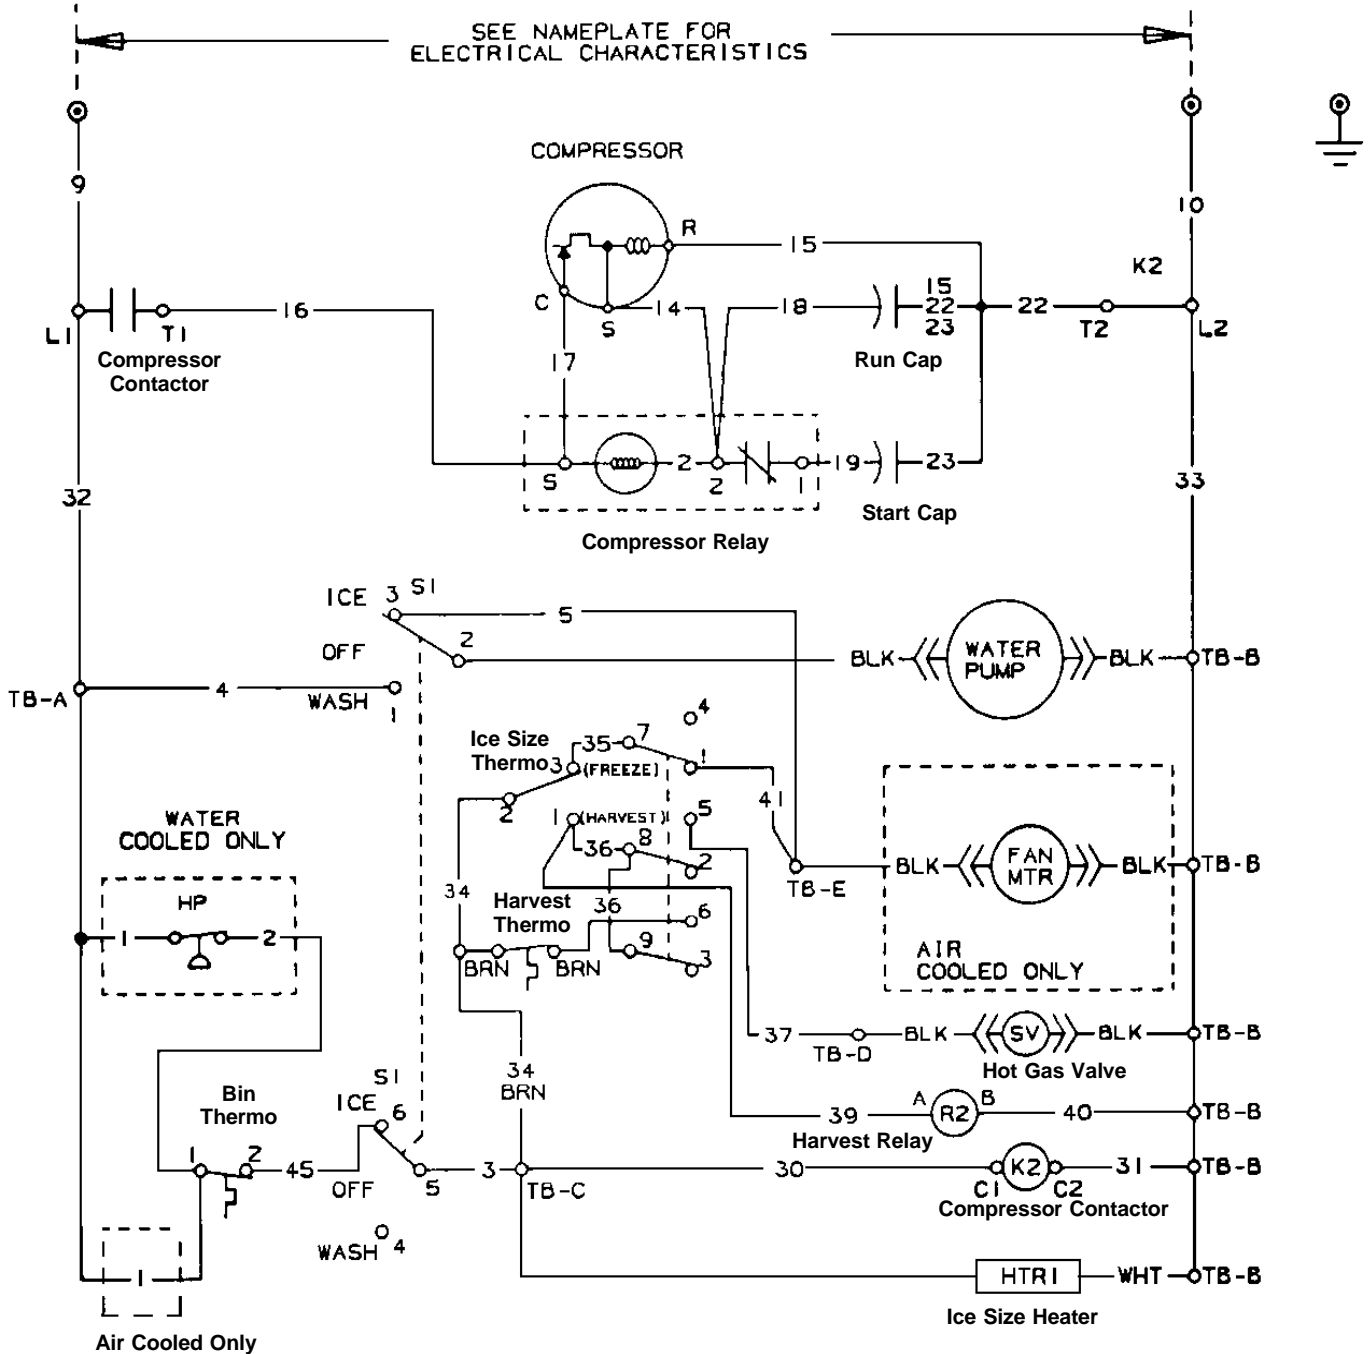 SEE NAMEPLATE FOR
ELECTRICAL CHARACTERISTICS
COMPRESSOR
9
10
R
15
K2
C
S
14
18
15
22
23
22
L1
T1
16
T2
L2
Compressor
Contactor
17
Run Cap
S
2
2
1
19
23
32
33
Start Cap
Compressor Relay
ICE 3 S1
5
2
OFF
BLK
WATER
PUMP
BLK
TB-B
TB-A
4
WASH
1
4
Ice Size
Thermo
35
7
3
(FREEZE)
1
2
41
WATER
COOLED ONLY
1
(HARVEST)
5
36
8
2
TB-E
BLK
FAN
MTR
BLK
TB-B
HP
34
Harvest
Thermo
36
6
1
2
BRN
BRN
9
3
AIR
COOLED ONLY
37
TB-D
BLK
SV
BLK
TB-B
Hot Gas Valve
34
BRN
Bin
Thermo
S1
ICE
6
39
A
R2
B
40
TB-B
Harvest Relay
1
2
45
OFF
5
3
TB-C
30
C1
K2
C2
31
TB-B
Compressor Contactor
WASH
4
1
HTR1
WHT
TB-B
Ice Size Heater
Air Cooled Only